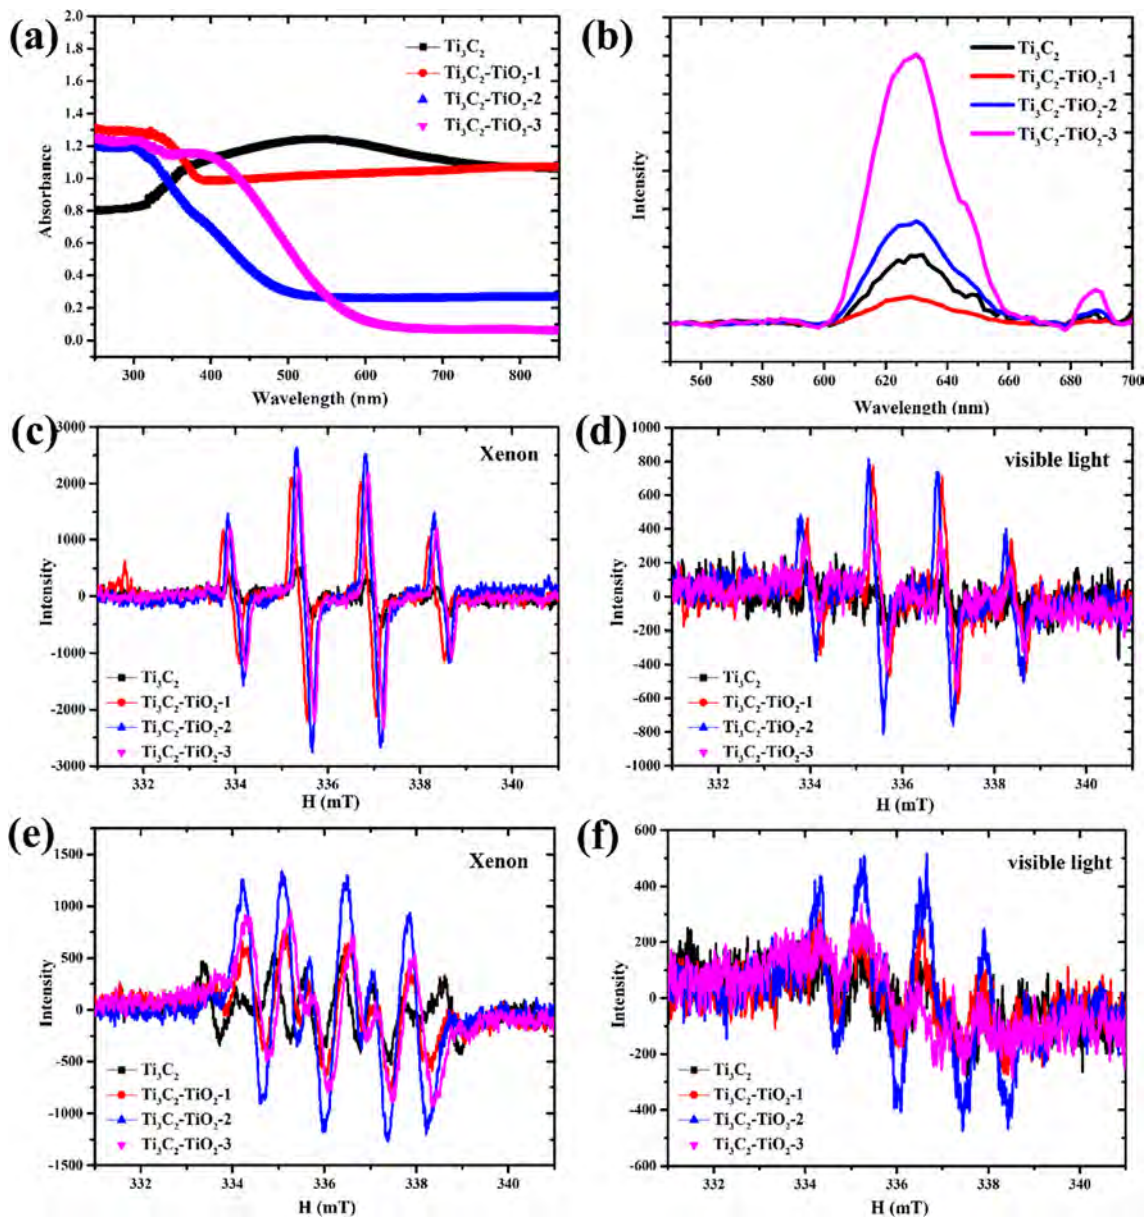 (a)
2.0
1.8
1.6
1.4
1.2
1.0
0.8
0.6
0.4
0.2
0.0
Absorbance
Ti₃C₂
Ti₃C₂-TiO₂-1
Ti₃C₂-TiO₂-2
Ti₃C₂-TiO₂-3
300 400 500 600 700 800
Wavelength (nm)
(b)
Intensity
Ti₃C₂
Ti₃C₂-TiO₂-1
Ti₃C₂-TiO₂-2
Ti₃C₂-TiO₂-3
560 580 600 620 640 660 680 700
Wavelength (nm)
(c)
Xenon
3000
2000
1000
0
-1000
-2000
-3000
Intensity
Ti₃C₂
Ti₃C₂-TiO₂-1
Ti₃C₂-TiO₂-2
Ti₃C₂-TiO₂-3
332 334 336 338 340
H (mT)
(d)
visible light
1000
800
600
400
200
0
-200
-400
-600
-800
-1000
Intensity
Ti₃C₂
Ti₃C₂-TiO₂-1
Ti₃C₂-TiO₂-2
Ti₃C₂-TiO₂-3
332 334 336 338 340
H (mT)
(e)
Xenon
1500
1000
500
0
-500
-1000
-1500
Intensity
Ti₃C₂
Ti₃C₂-TiO₂-1
Ti₃C₂-TiO₂-2
Ti₃C₂-TiO₂-3
332 334 336 338 340
H (mT)
(f)
visible light
600
400
200
0
-200
-400
-600
Intensity
Ti₃C₂
Ti₃C₂-TiO₂-1
Ti₃C₂-TiO₂-2
Ti₃C₂-TiO₂-3
332 334 336 338 340
H (mT)